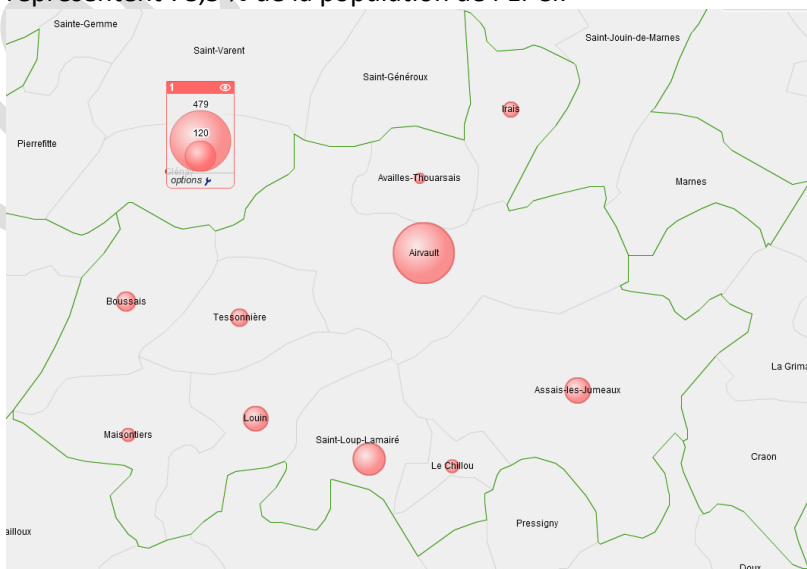 Sainte-Gemme
Saint-Jouin-de-Marnes
Saint-Varent
Saint-Généroux
1
479
Irais
120
Pierrefitte
options
Availles-Thouarsais
Marnes
Airvault
Boussais
Tessonnière
La Grima
Assais-les-Jumeaux
Louin
Maisontiers
Saint-Loup-Lamairé
Craon
Le Chillou
Pressigny
ailloux
Doux